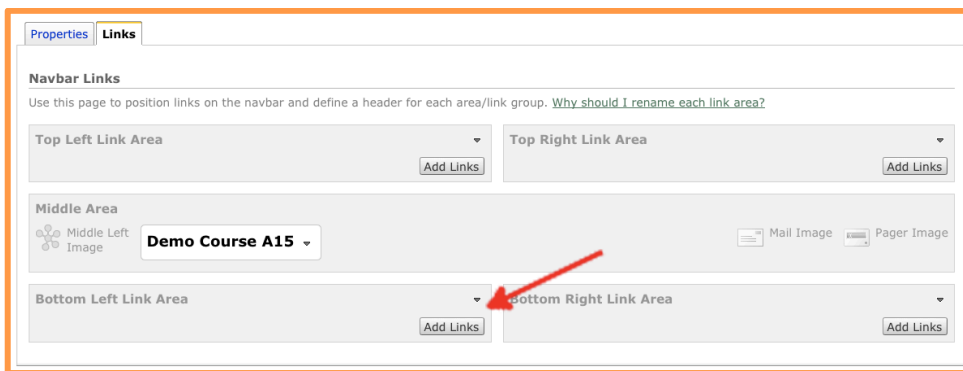 Properties Links
Navbar Links
Use this page to position links on the navbar and define a header for each area/link group. Why should I rename each link area?
Top Left Link Area
Add Links
Top Right Link Area
Add Links
Middle Area
Middle Left
Image
Demo Course A15
Mail Image
Pager Image
Bottom Left Link Area
Add Links
Bottom Right Link Area
Add Links